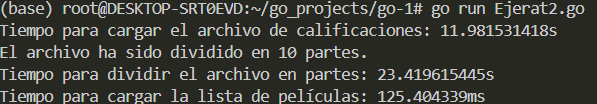 (base) root@DESKTOP-SRT0EVD:~/go_projects/go-1# go run Ejerat2.go
Tiempo para cargar el archivo de calificaciones: 11.981531418s
El archivo ha sido dividido en 10 partes.
Tiempo para dividir el archivo en partes: 23.419615445s
Tiempo para cargar la lista de películas: 125.404339ms